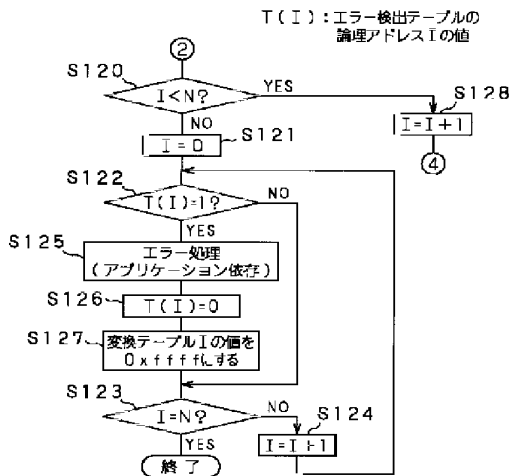 T(I):エラー検出テーブルの
論理アドレスIの値
②
S120
I<N?
YES
S128
I=I+1
④
NO
S121
I=0
S122
T(I)=1?
NO
YES
S125
エラー処理
(アプリケーション依存)
S126
T(I)=0
S127
変換テーブルIの値を
0xffffにする
S123
I=N?
NO
S124
I=I+1
YES
終了